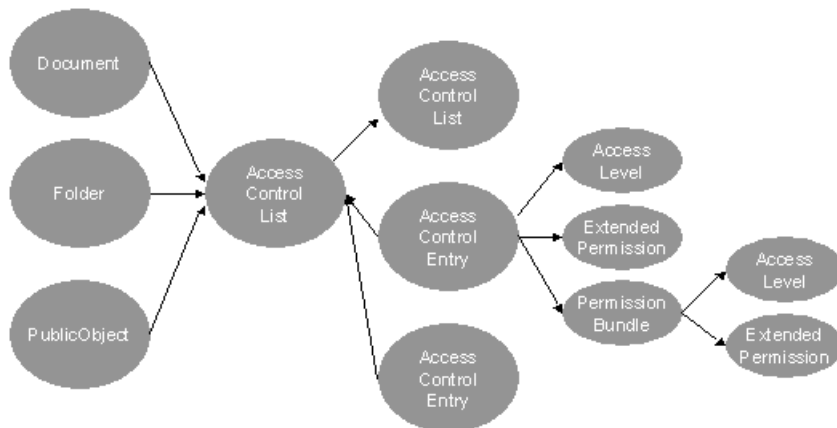 Document
Folder
PublicObject
Access
Control
List
Access
Control
List
Access
Control
Entry
Access
Control
Entry
Access
Level
Extended
Permission
Permission
Bundle
Access
Level
Extended
Permission